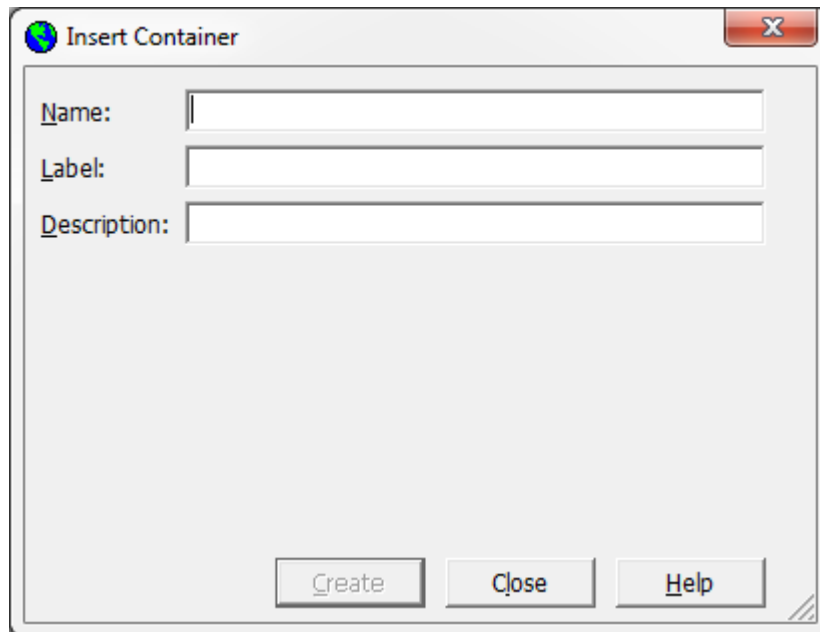 Insert Container
Name:
Label:
Description:
Create Close Help